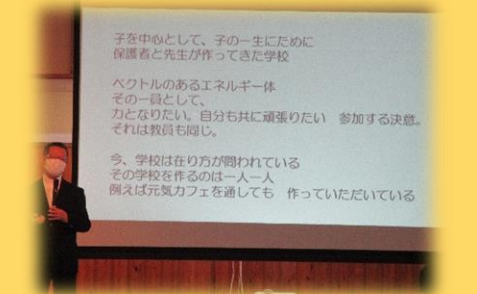 子を中心として、子の一生にために
保護者と先生が作ってきた学校
ベクトルのあるエネルギー体
その一員として、
力となりたい。自分も共に頑張りたい　参加する決意。
それは教員も同じ。
今、学校は在り方が問われている
その学校を作るのは一人一人
例えば元気カフェを通しても　作っていただいている